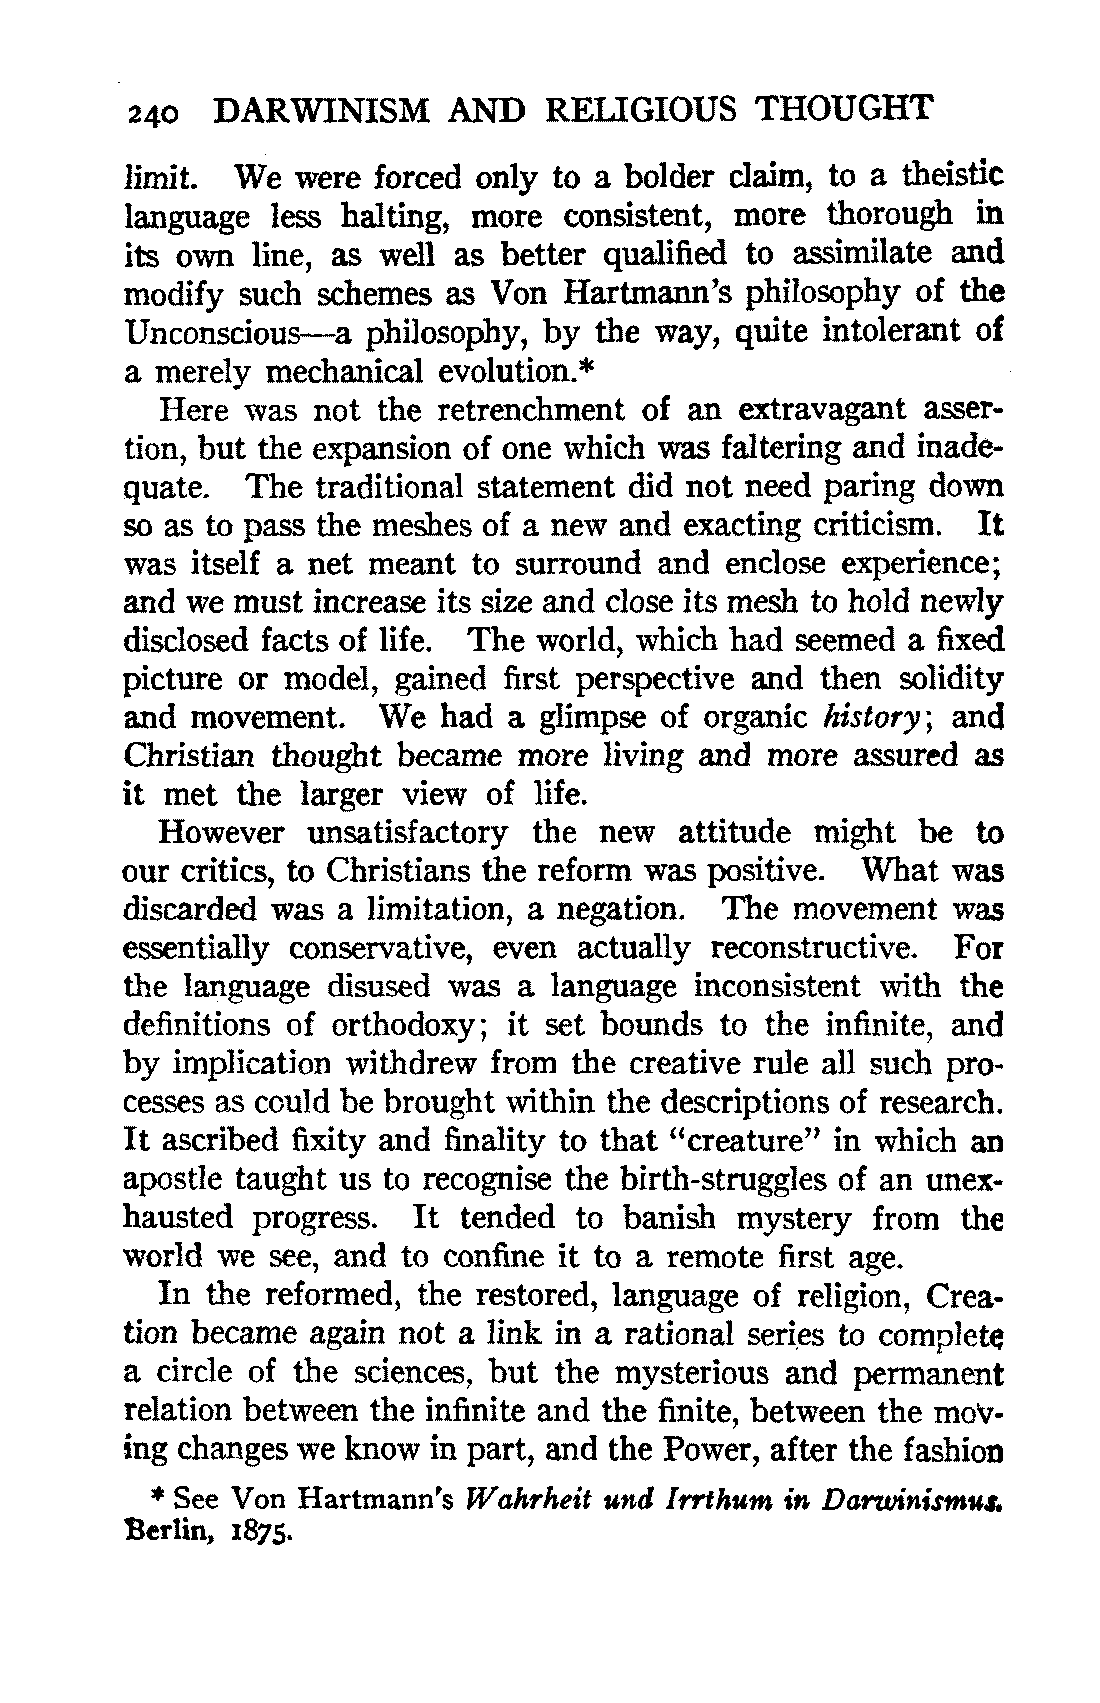 240 DARWINISM AND RELIGIOUS THOUGHT
limit. We were forced only to a bolder claim, to a theistic
language less halting, more consistent, more thorough in
its own line, as well as better qualified to assimilate and
modify such schemes as Von Hartmann's philosophy of the
Unconscious—a philosophy, by the way, quite intolerant of
a merely mechanical evolution.*
Here was not the retrenchment of an extravagant asser-
tion, but the expansion of one which was faltering and inade-
quate. The traditional statement did not need paring down
so as to pass the meshes of a new and exacting criticism. It
was itself a net meant to surround and enclose experience;
and we must increase its size and close its mesh to hold newly
disclosed facts of life. The world, which had seemed a fixed
picture or model, gained first perspective and then solidity
and movement. We had a glimpse of organic history; and
Christian thought became more living and more assured as
it met the larger view of life.
However unsatisfactory the new attitude might be to
our critics, to Christians the reform was positive. What was
discarded was a limitation, a negation. The movement was
essentially conservative, even actually reconstructive. For
the language disused was a language inconsistent with the
definitions of orthodoxy; it set bounds to the infinite, and
by implication withdrew from the creative rule all such pro-
cesses as could be brought within the descriptions of research.
It ascribed fixity and finality to that "creature" in which an
apostle taught us to recognise the birth-struggles of an unex-
hausted progress. It tended to banish mystery from the
world we see, and to confine it to a remote first age.
In the reformed, the restored, language of religion, Crea-
tion became again not a link in a rational series to complete
a circle of the sciences, but the mysterious and permanent
relation between the infinite and the finite, between the mov-
ing changes we know in part, and the Power, after the fashion
* See Von Hartmann's Wahrheit und Irrthum in Darwinismus.
Berlin, 1875.